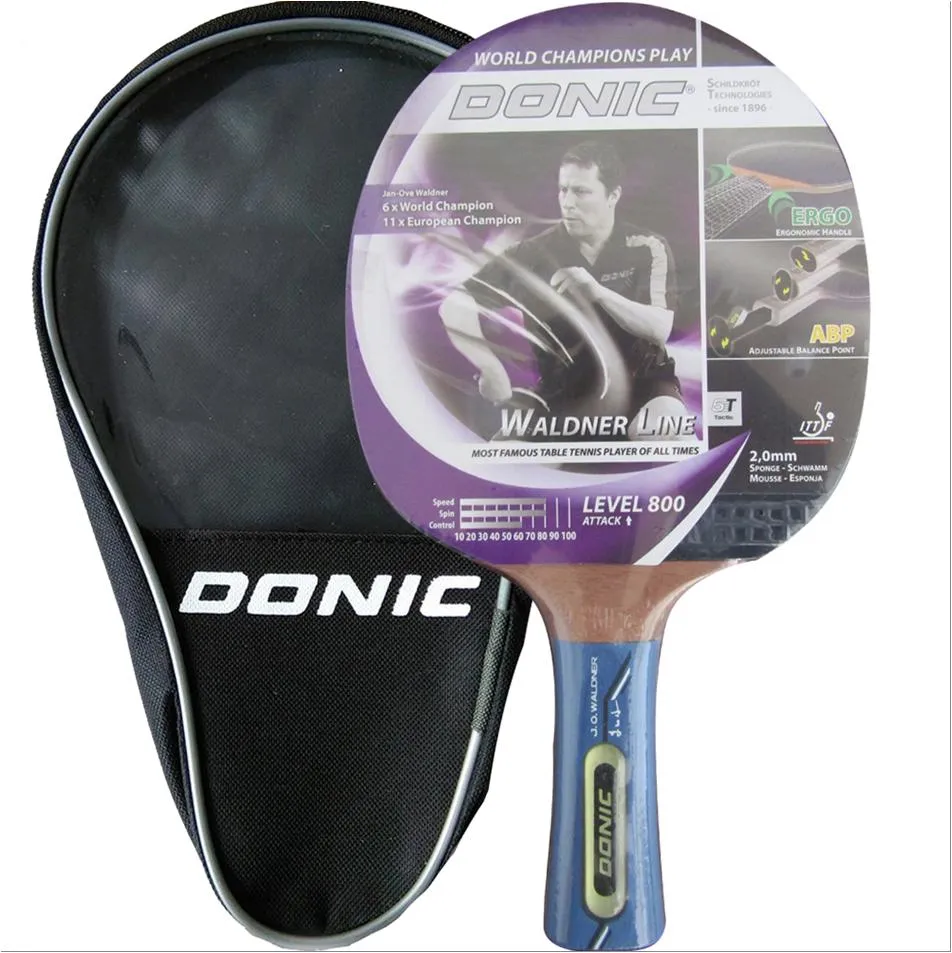 WORLD CHAMPIONS PLAY
DONIC®
SCHILDKRÖT
TECHNOLOGIES
- since 1896 -
Jan-Ove Waldner
6 x World Champion
11 x European Champion
DONIC
ERGO
ERGONOMIC HANDLE
ABP
ADJUSTABLE BALANCE POINT
WALDNER LINE
MOST FAMOUS TABLE TENNIS PLAYER OF ALL TIMES
5T
Tactic
ITTF
2,0mm
SPONGE - SCHWAMM
MOUSSE - ESPONJA
LEVEL 800
ATTACK
Speed
Spin
Control
10 20 30 40 50 60 70 80 90 100
DONIC
J.O. WALDNER
DONIC